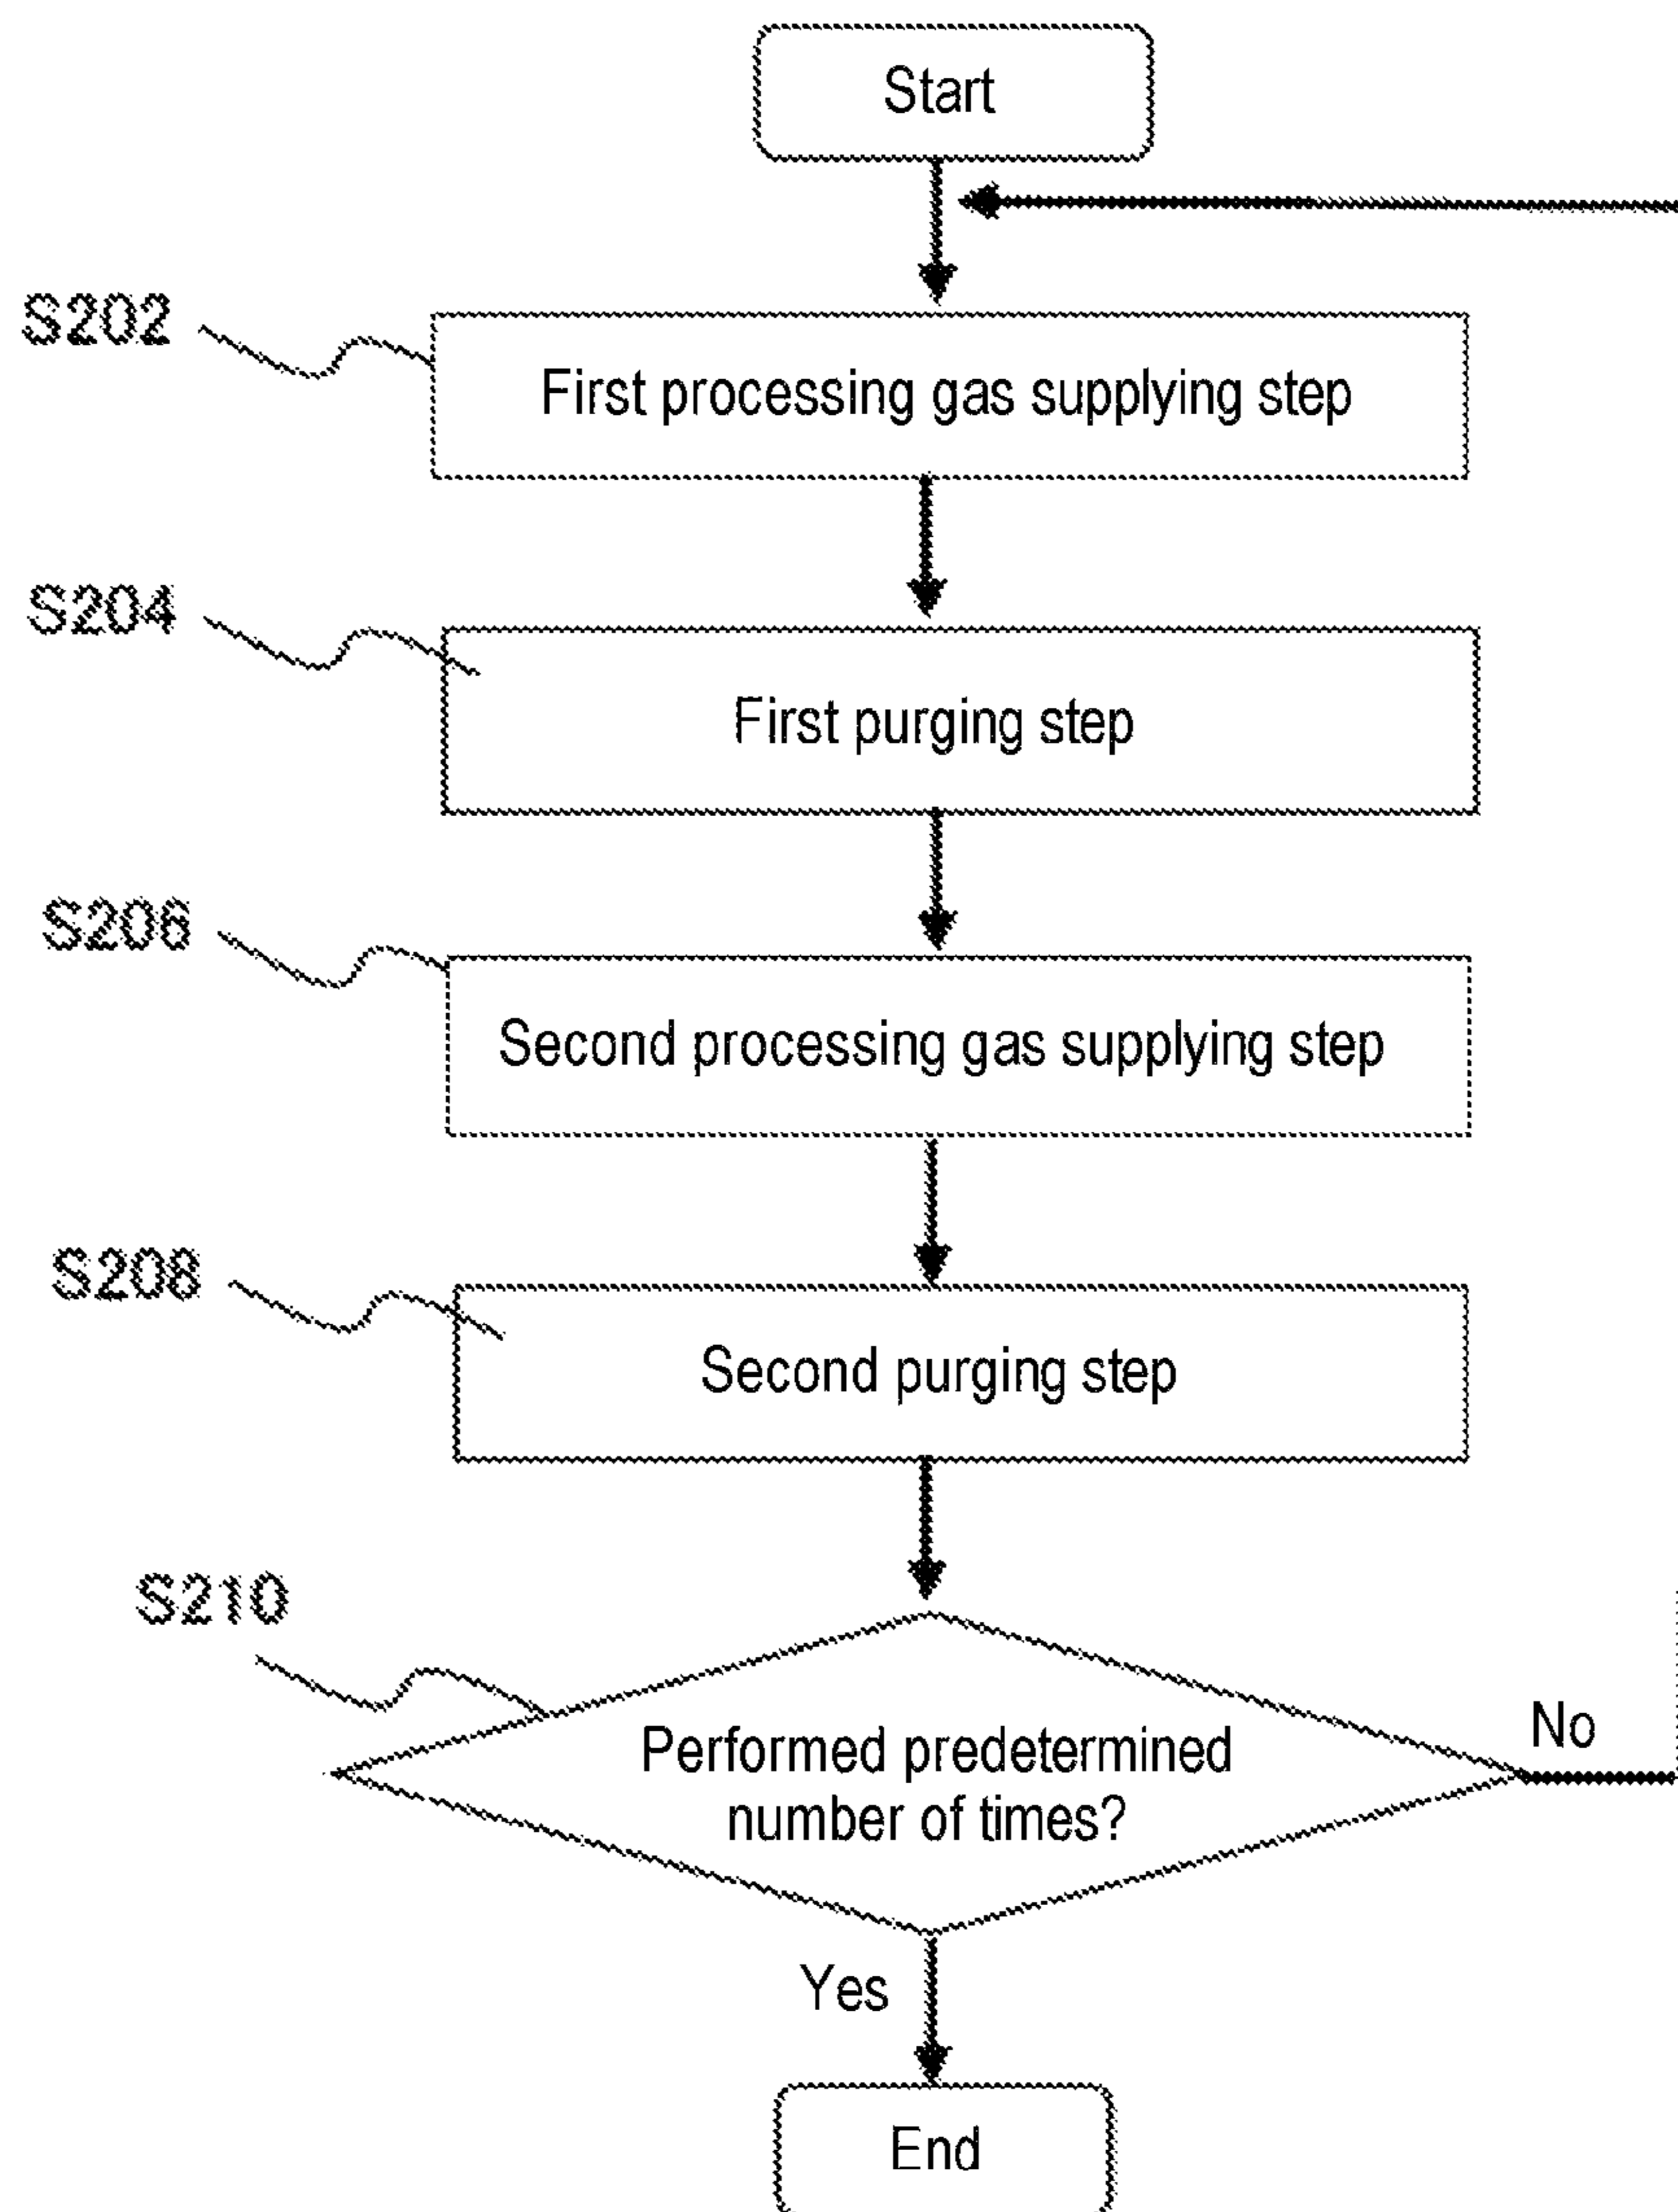 Start
S202
First processing gas supplying step
S204
First purging step
S206
Second processing gas supplying step
S208
Second purging step
S210
Performed predetermined
number of times?
No
Yes
End